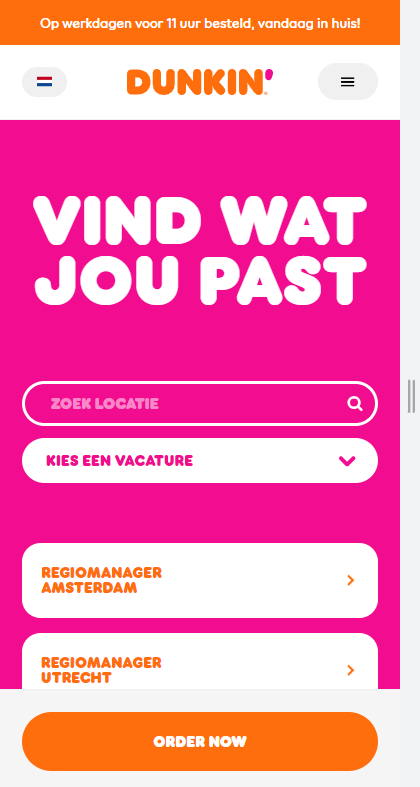 Op werkdagen voor 11 uur besteld, vandaag in huis!
DUNKIN'
VIND WAT
JOU PAST
ZOEK LOCATIE
KIES EEN VACATURE
REGIOMANAGER
AMSTERDAM
REGIOMANAGER
UTRECHT
ORDER NOW